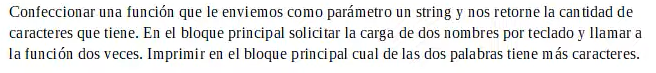 Confeccionar una función que le enviemos como parámetro un string y nos retorne la cantidad de
caracteres que tiene. En el bloque principal solicitar la carga de dos nombres por teclado y llamar a
la función dos veces. Imprimir en el bloque principal cual de las dos palabras tiene más caracteres.